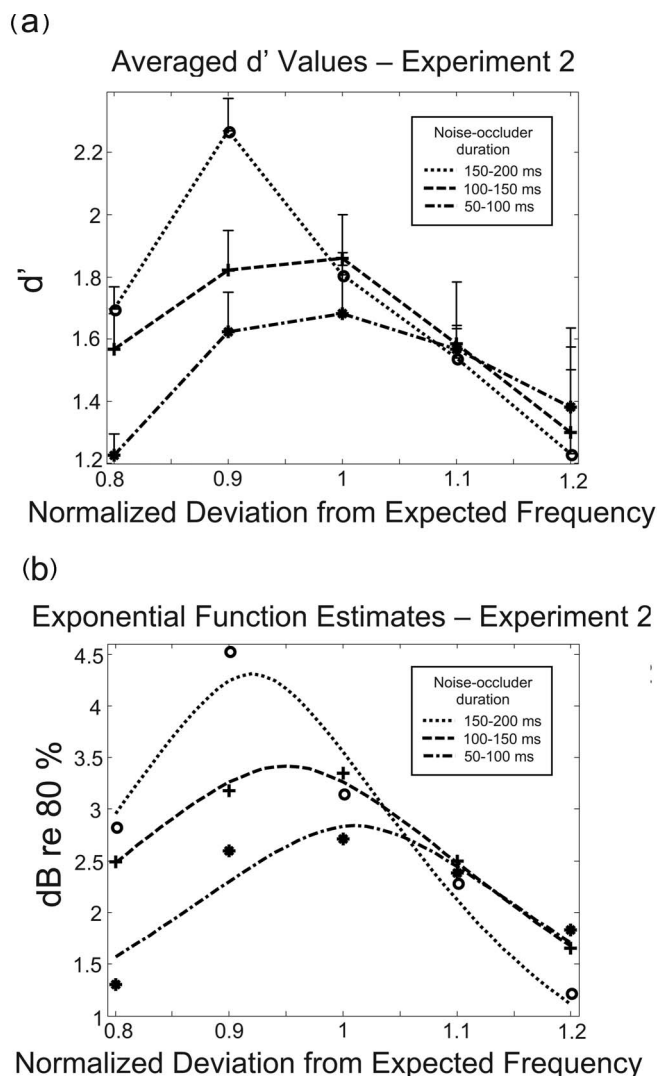 (a)
Averaged d' Values – Experiment 2
Noise-occluder
duration
150-200 ms
100-150 ms
50-100 ms
d'
2.2
2
1.8
1.6
1.4
1.2
0.8 0.9 1 1.1 1.2
Normalized Deviation from Expected Frequency
(b)
Exponential Function Estimates – Experiment 2
Noise-occluder
duration
150-200 ms
100-150 ms
50-100 ms
dB re 80 %
4.5
4
3.5
3
2.5
2
1.5
1
0.8 0.9 1 1.1 1.2
Normalized Deviation from Expected Frequency